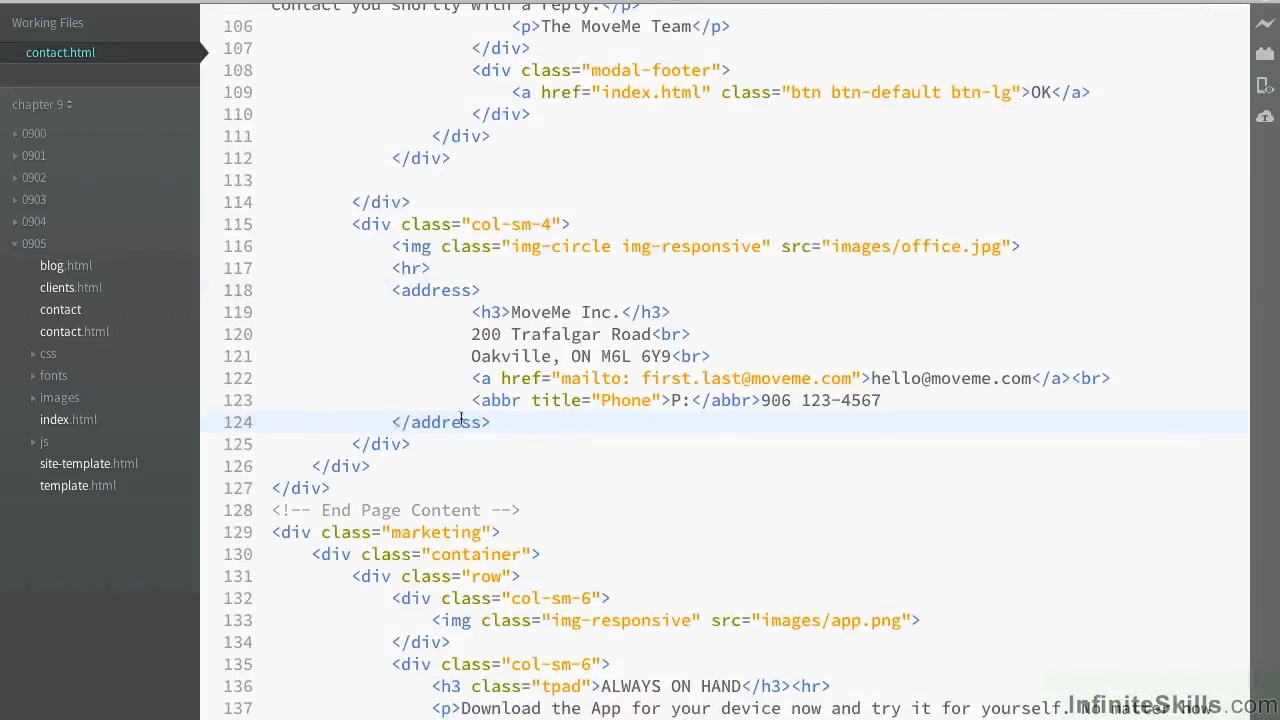 Working Files
contact.html
chapter 9
0900
0901
0902
0903
0904
0905
blog.html
clients.html
contact
contact.html
css
fonts
images
index.html
js
site-template.html
template.html
contact you shortly with a reply.</p>
106 <p>The MoveMe Team</p>
107 </div>
108 <div class="modal-footer">
109 <a href="index.html" class="btn btn-default btn-lg">OK</a>
110 </div>
111 </div>
112 </div>
113
114 </div>
115 <div class="col-sm-4">
116 <img class="img-circle img-responsive" src="images/office.jpg">
117 <hr>
118 <address>
119 <h3>MoveMe Inc.</h3>
120 200 Trafalgar Road<br>
121 Oakville, ON M6L 6Y9<br>
122 <a href="mailto: first.last@moveme.com">hello@moveme.com</a><br>
123 <abbr title="Phone">P:</abbr>906 123-4567
124 </address>
125 </div>
126 </div>
127 </div>
128 <!-- End Page Content -->
129 <div class="marketing">
130 <div class="container">
131 <div class="row">
132 <div class="col-sm-6">
133 <img class="img-responsive" src="images/app.png">
134 </div>
135 <div class="col-sm-6">
136 <h3 class="tpad">ALWAYS ON HAND</h3><hr>
137 <p>Download the App for your device now and try it for yourself. No matter how
InfiniteSkills.com